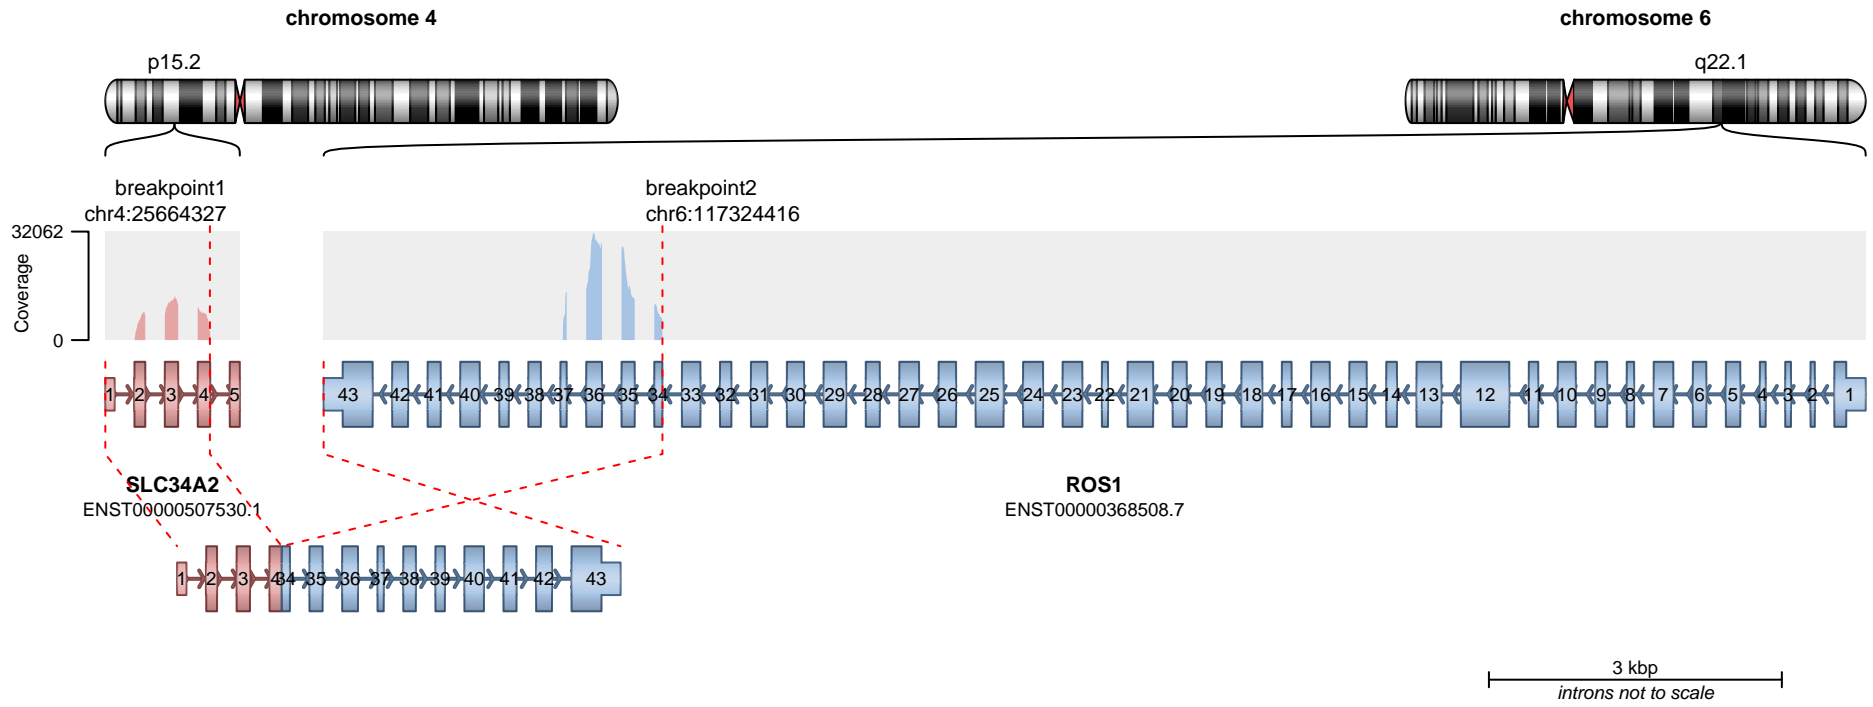 chromosome 4
chromosome 6
p15.2
q22.1
breakpoint1
chr4:25664327
breakpoint2
chr6:117324416
32062
Coverage
0
1 2 3 4 5
43 42 41 40 39 38 37 36 35 34 33 32 31 30 29 28 27 26 25 24 23 22 21 20 19 18 17 16 15 14 13 12 11 10 9 8 7 6 5 4 3 2 1
SLC34A2
ENST00000507530.1
ROS1
ENST00000368508.7
1 2 3 4 34 35 36 37 38 39 40 41 42 43
3 kbp
introns not to scale